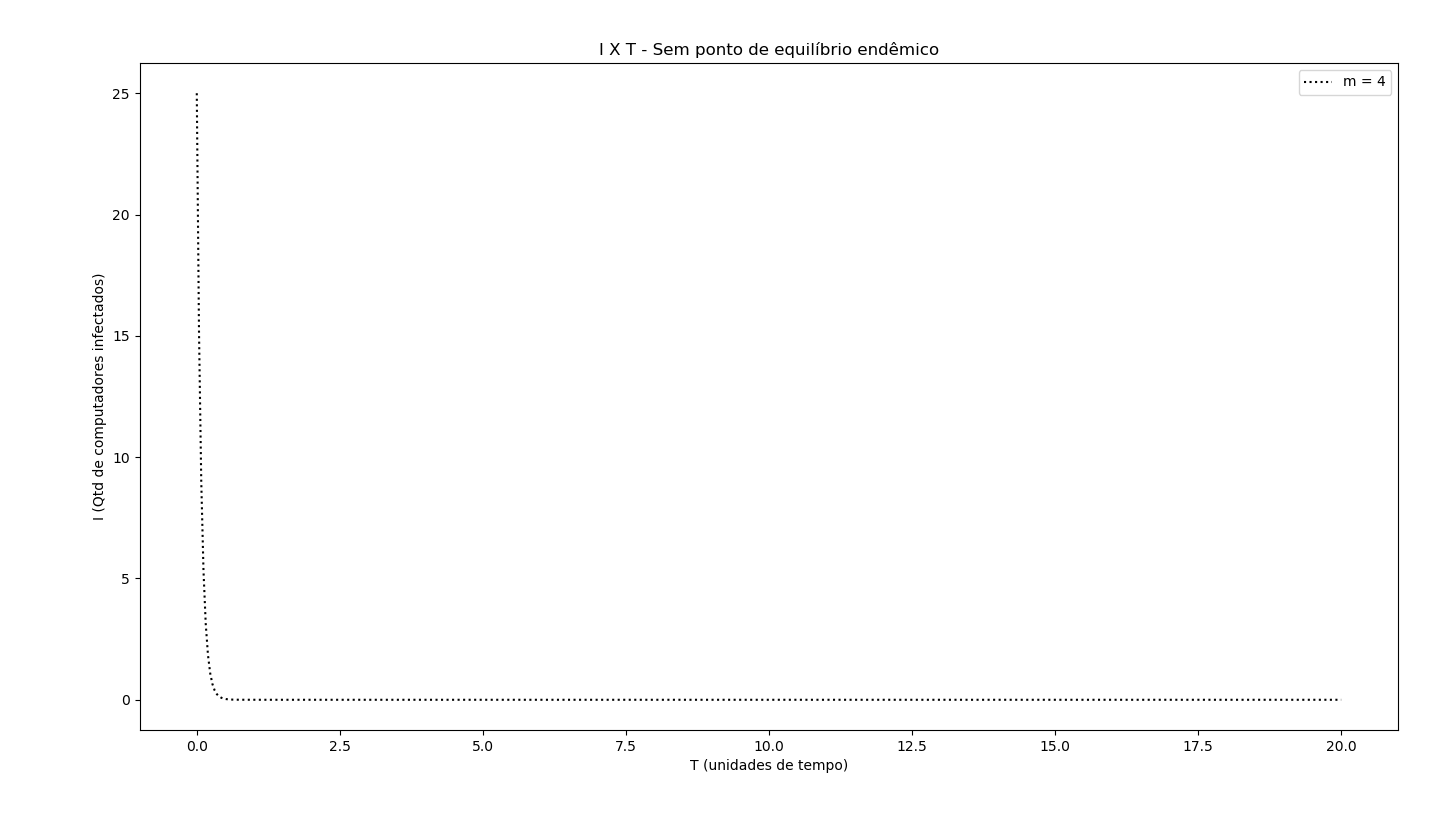 I X T - Sem ponto de equilíbrio endêmico
m = 4
25
20
15
10
5
0
I (Qtd de computadores infectados)
0.0 2.5 5.0 7.5 10.0 12.5 15.0 17.5 20.0
T (unidades de tempo)